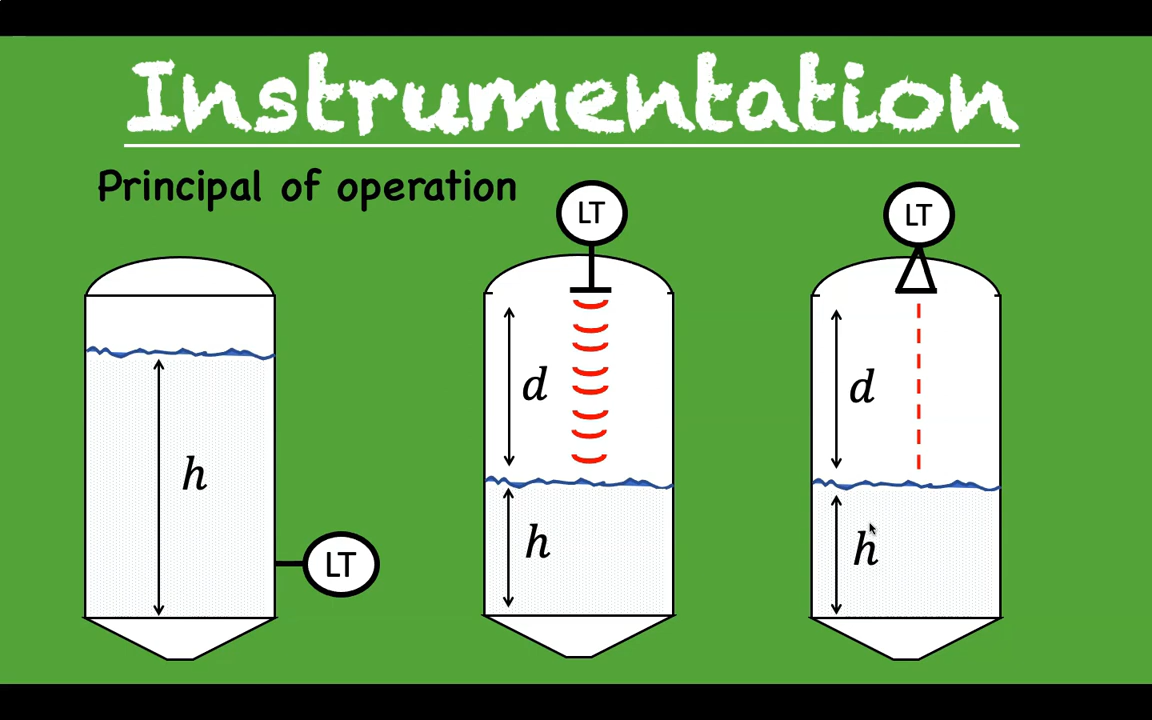 Instrumentation
Principal of operation
LT
LT
d
d
h
h
h
LT